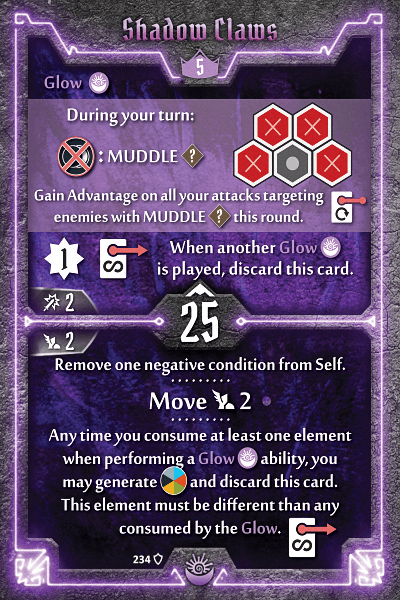 Shadow Claws
5
Glow
During your turn:
: MUDDLE ?
Gain Advantage on all your attacks targeting
enemies with MUDDLE ? this round.
1
When another Glow
is played, discard this card.
2
25
2
Remove one negative condition from Self.
Move 2
Any time you consume at least one element
when performing a Glow ability, you
may generate and discard this card.
This element must be different than any
consumed by the Glow.
234